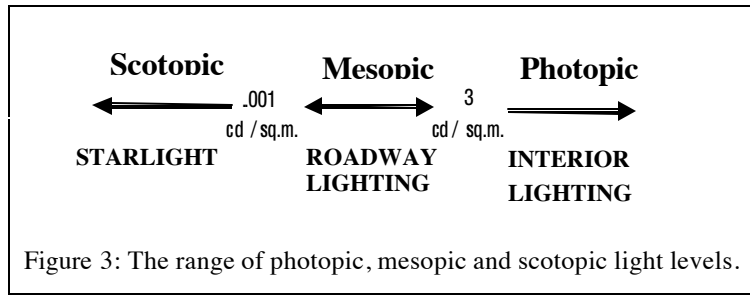 Scotopic Mesopic Photopic
.001 3
cd / sq.m. cd / sq.m.
STARLIGHT ROADWAY INTERIOR
LIGHTING LIGHTING
Figure 3: The range of photopic, mesopic and scotopic light levels.